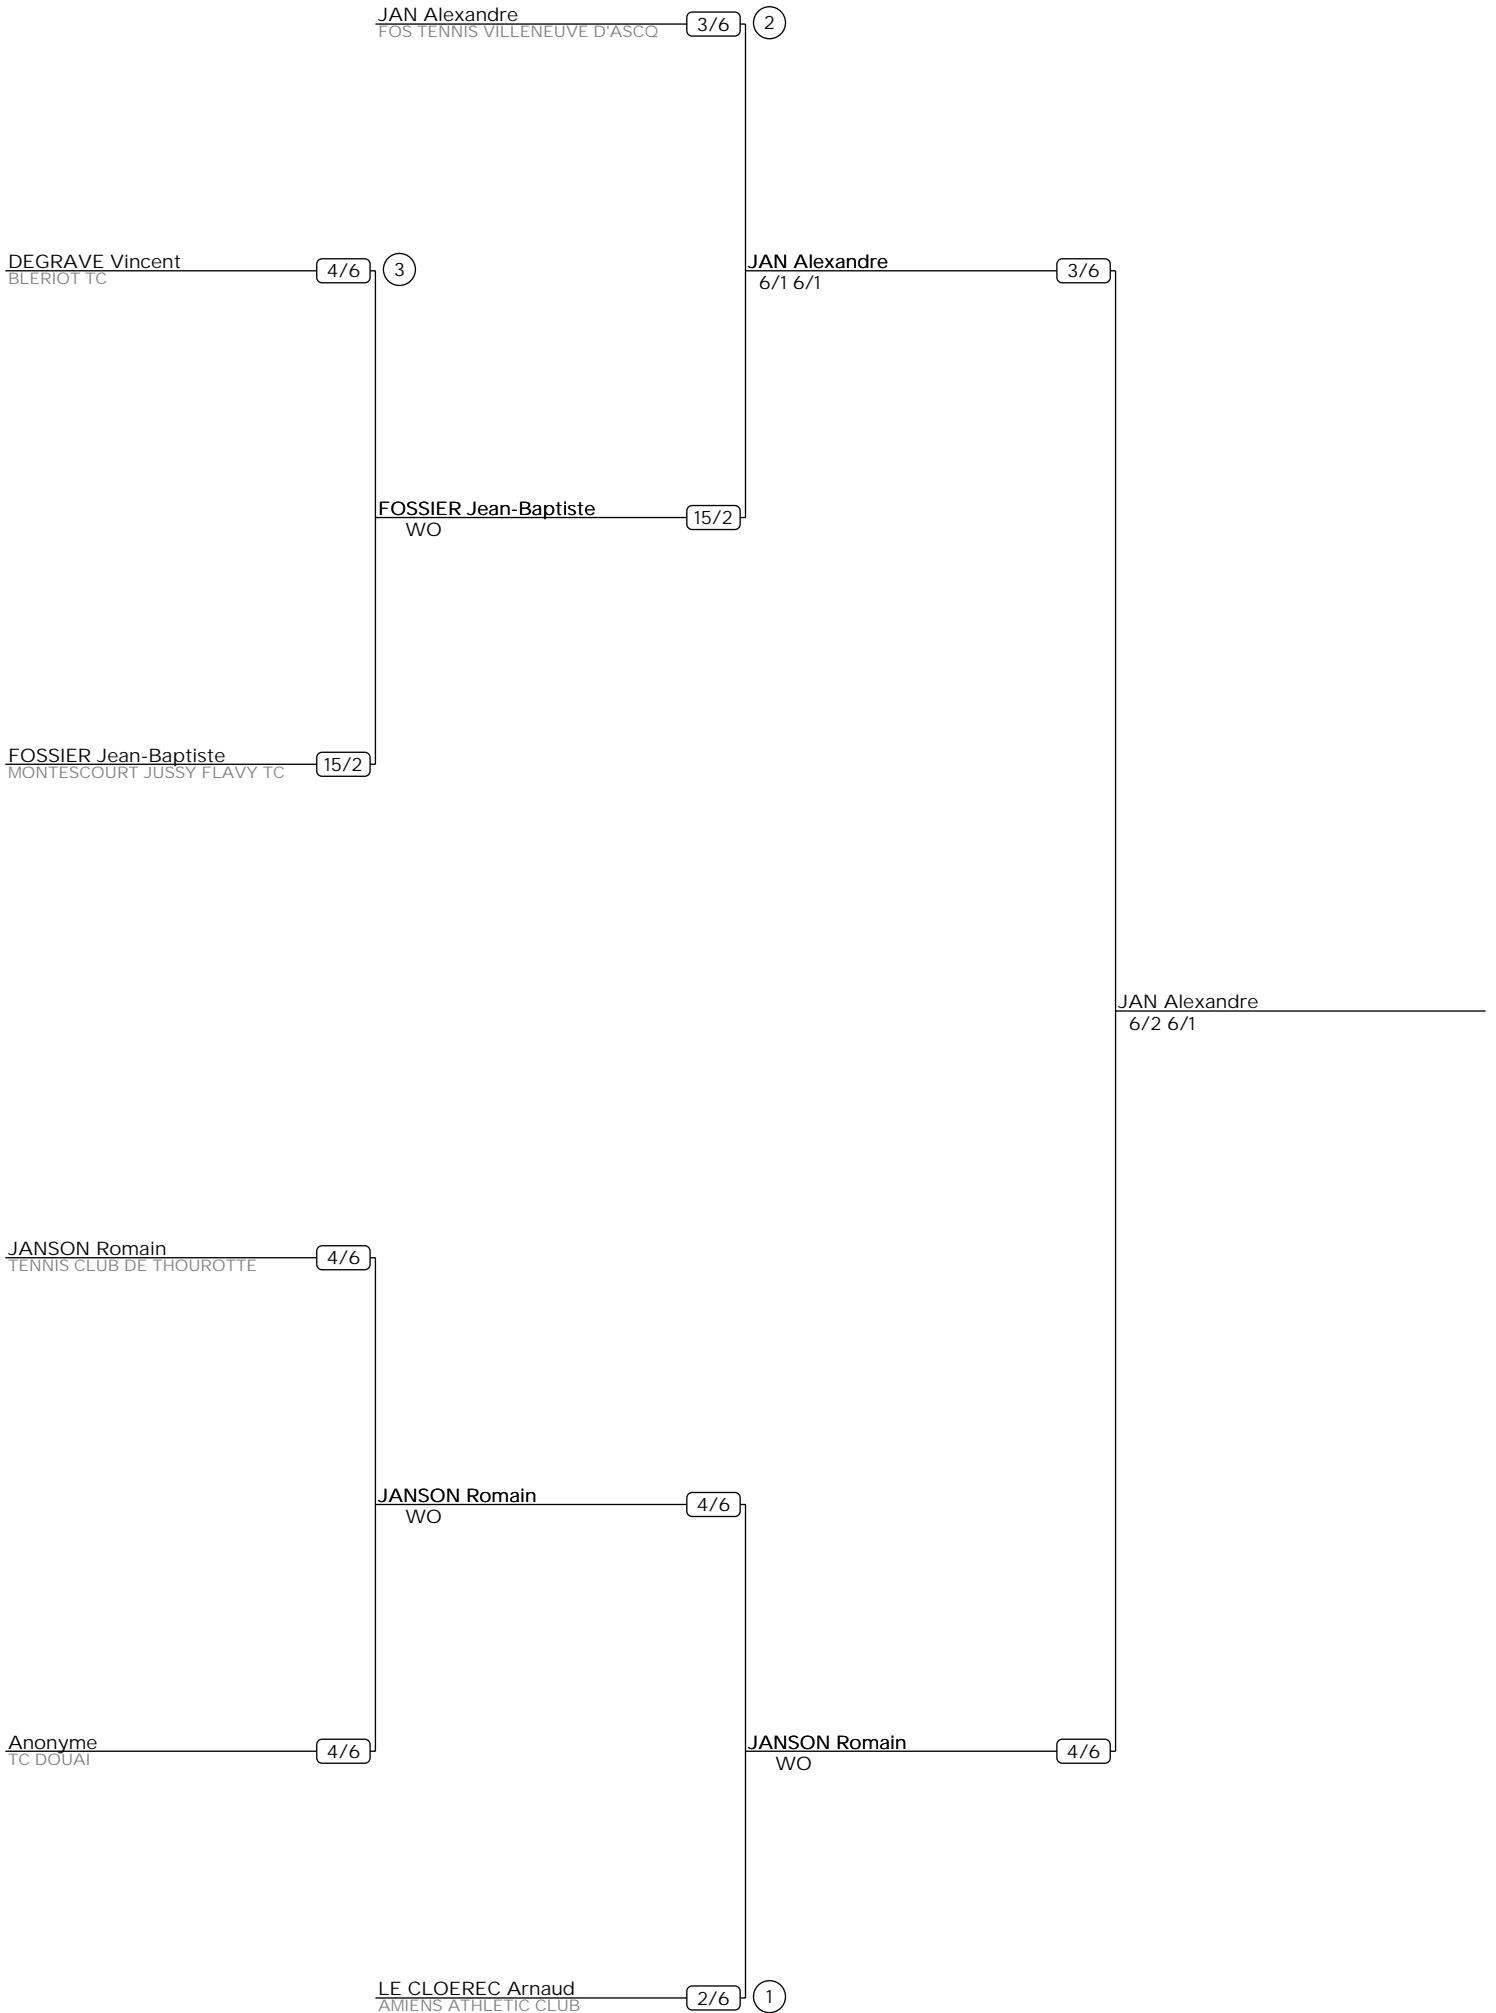 JAN Alexandre
FOS TENNIS VILLENEUVE D'ASCQ
3/6
2
DEGRAVE Vincent
BLERIOT TC
4/6
3
JAN Alexandre
6/1 6/1
3/6
FOSSIER Jean-Baptiste
WO
15/2
FOSSIER Jean-Baptiste
MONTESCOURT JUSSY FLAVY TC
15/2
JAN Alexandre
6/2 6/1
JANSON Romain
TENNIS CLUB DE THOUROTTE
4/6
JANSON Romain
WO
4/6
Anonyme
TC DOUAI
4/6
JANSON Romain
WO
4/6
LE CLOEREC Arnaud
AMIENS ATHLETIC CLUB
2/6
1